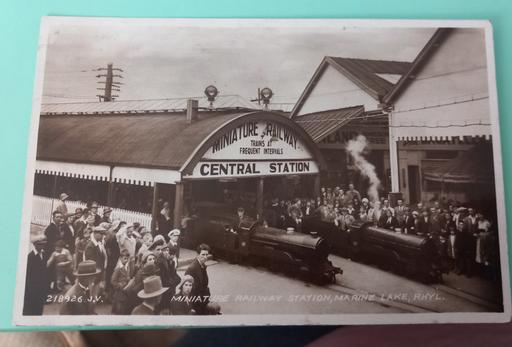 MINIATURE RAILWAY
TRAINS AT
FREQUENT INTERVALS
CENTRAL STATION
218926. J.V.
MINIATURE RAILWAY STATION, MARINE LAKE, RHYL.